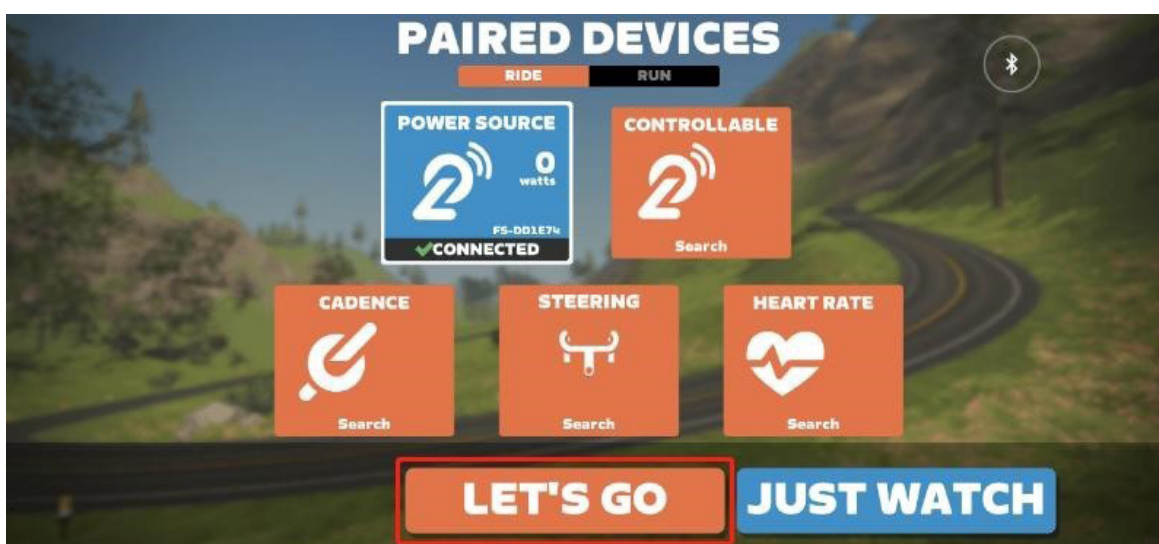 PAIRED DEVICES
RIDE RUN
POWER SOURCE
0
watts
FS-DD1E74
CONNECTED
CONTROLLABLE
Search
CADENCE
Search
STEERING
Search
HEART RATE
Search
LET'S GO
JUST WATCH